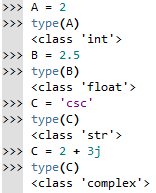 >>> A = 2
>>> type(A)
<class 'int'>
>>> B = 2.5
>>> type(B)
<class 'float'>
>>> C = 'csc'
>>> type(C)
<class 'str'>
>>> C = 2 + 3j
>>> type(C)
<class 'complex'>